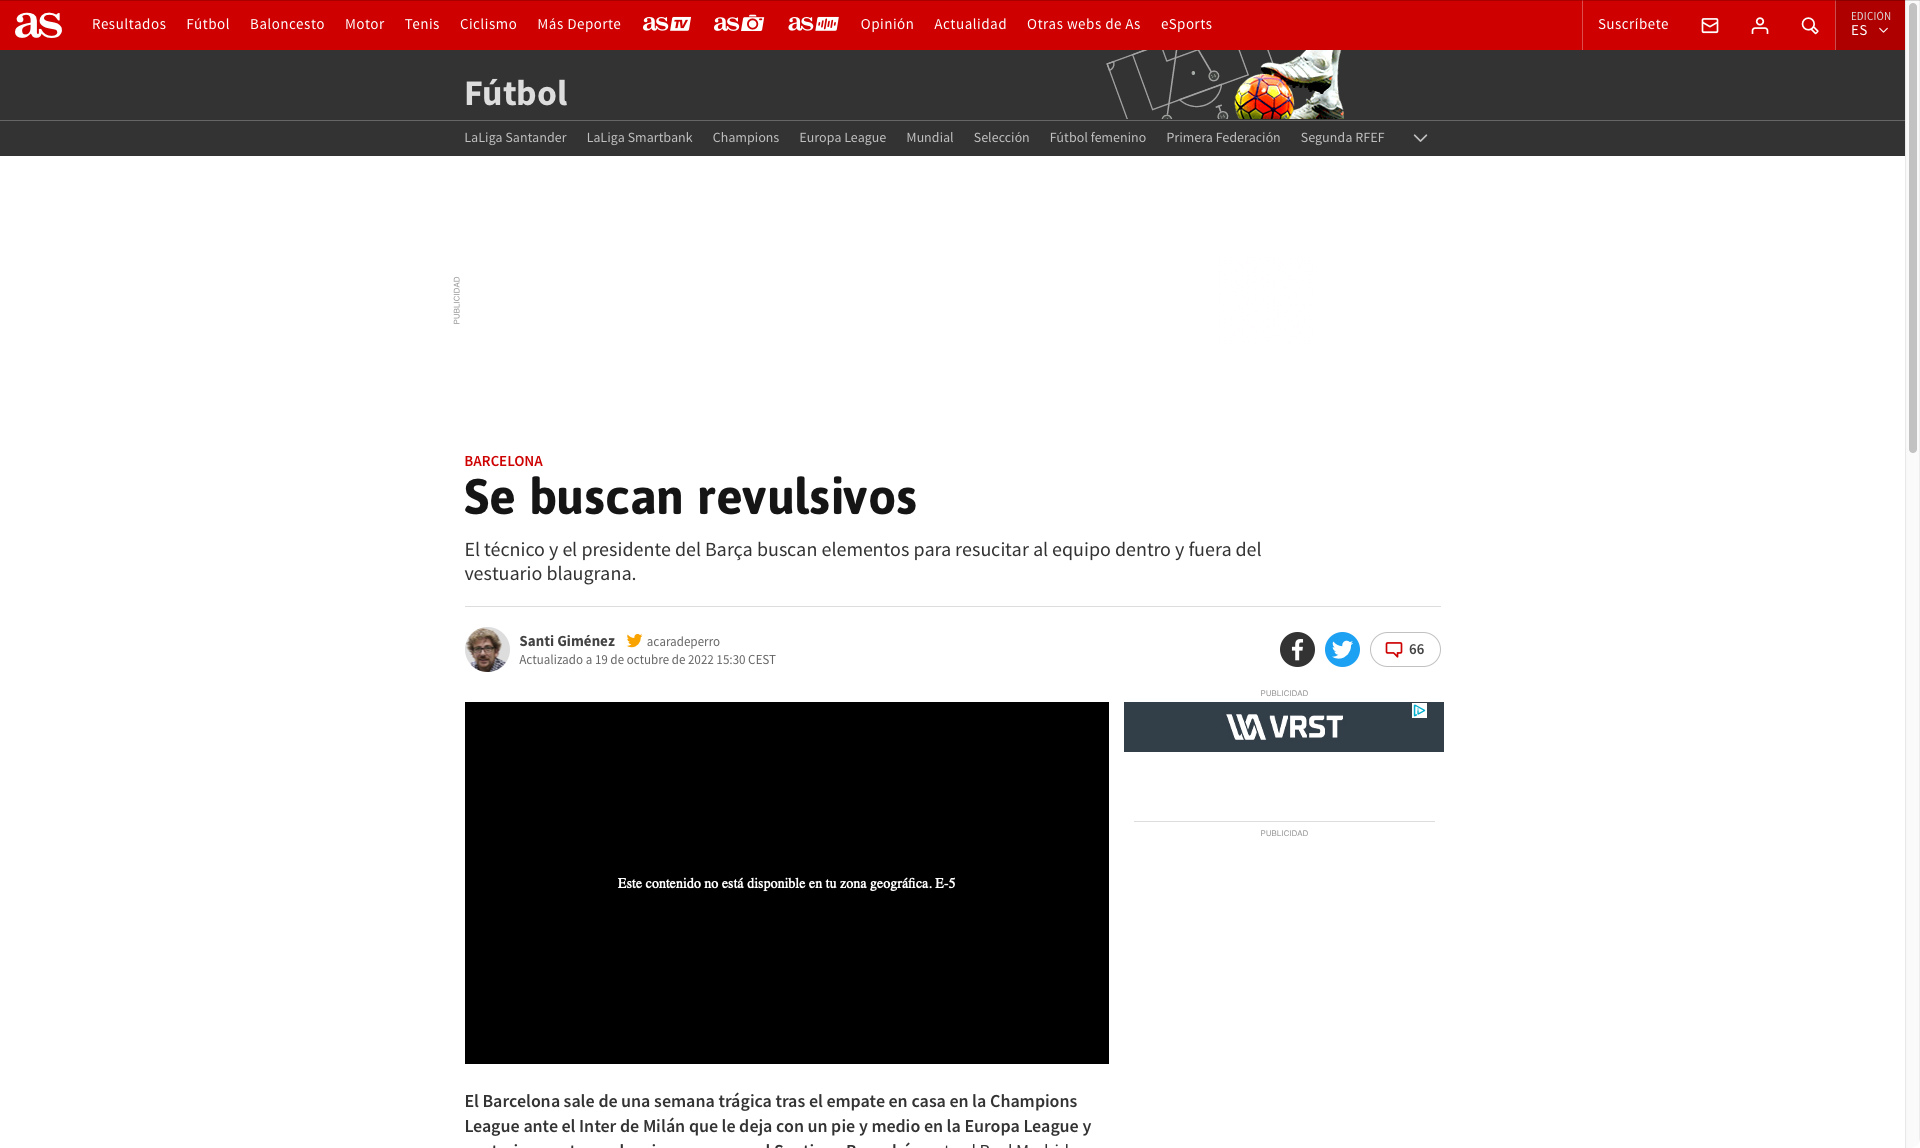 as
Resultados
Fútbol
Baloncesto
Motor
Tenis
Ciclismo
Más Deporte
as TV
as
as
Opinión
Actualidad
Otras webs de As
eSports
Suscríbete
EDICIÓN
ES
Fútbol
LaLiga Santander
LaLiga Smartbank
Champions
Europa League
Mundial
Selección
Fútbol femenino
Primera Federación
Segunda RFEF
PUBLICIDAD
BARCELONA
Se buscan revulsivos
El técnico y el presidente del Barça buscan elementos para resucitar al equipo dentro y fuera del
vestuario blaugrana.
Santi Giménez
acaradeperro
Actualizado a 19 de octubre de 2022 15:30 CEST
66
PUBLICIDAD
VRST
PUBLICIDAD
Este contenido no está disponible en tu zona geográfica. E-5
El Barcelona sale de una semana trágica tras el empate en casa en la Champions
League ante el Inter de Milán que le deja con un pie y medio en la Europa League y